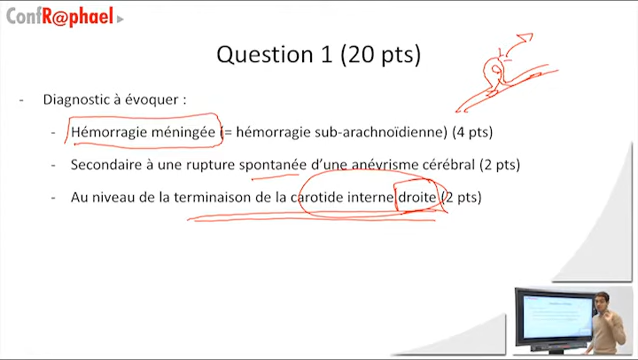 ConfR@phael
Question 1 (20 pts)
- Diagnostic à évoquer :
- Hémorragie méningée (= hémorragie sub-arachnoïdienne) (4 pts)
- Secondaire à une rupture spontanée d'une anévrisme cérébral (2 pts)
- Au niveau de la terminaison de la carotide interne droite (2 pts)